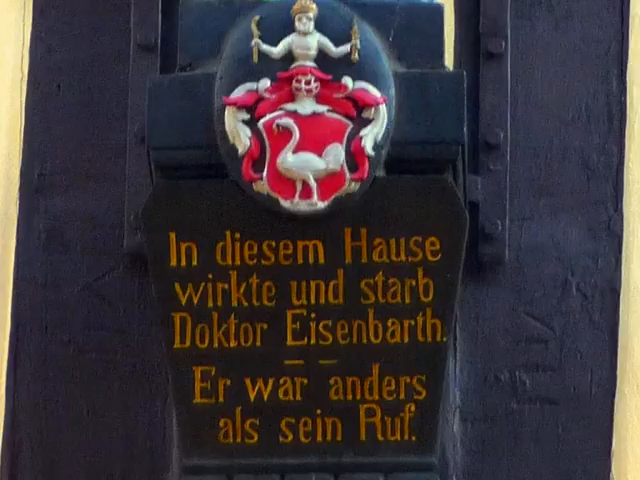 In diesem Hause
wirkte und starb
Doktor Eisenbarth.
Er war anders
als sein Ruf.